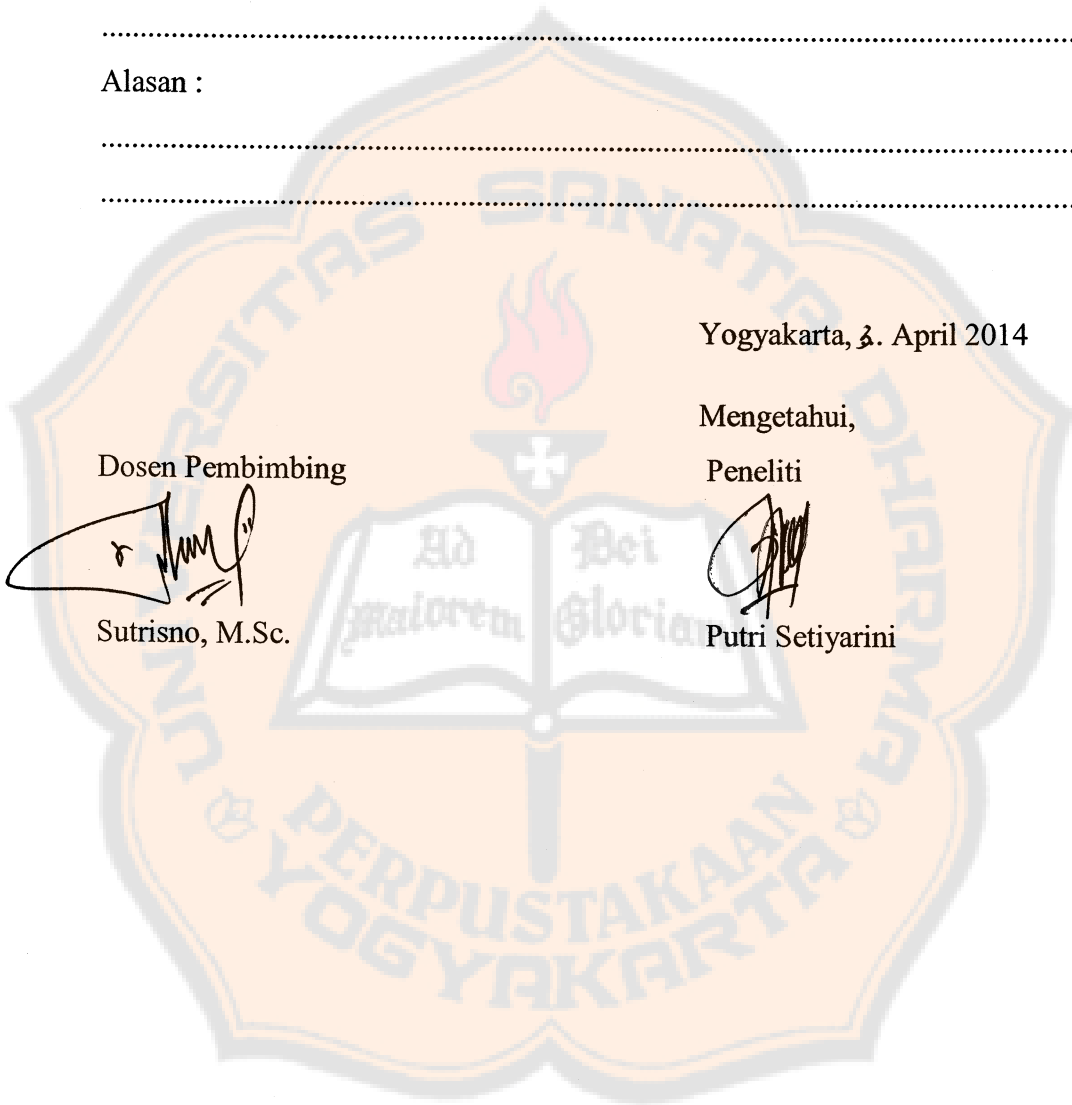 Alasan :
Yogyakarta, 3. April 2014
Mengetahui,
Dosen Pembimbing
Peneliti
Sutrisno, M.Sc.
Putri Setiyarini
UNIVERSITAS SANATA DHARMA
Ad Maiorem
Dei Gloriam
PERPUSTAKAAN
YOGYAKARTA